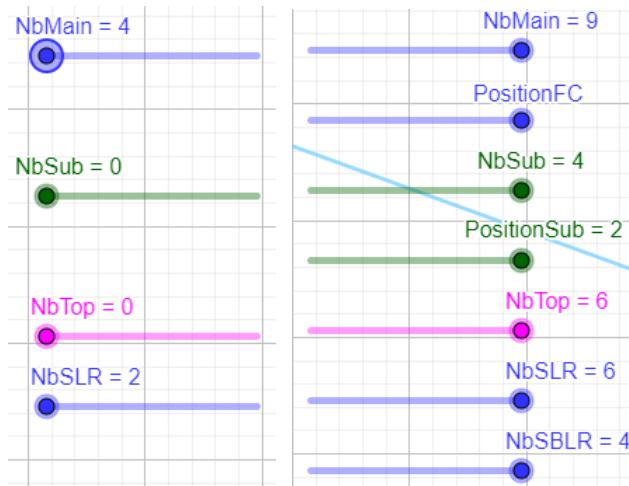 NbMain = 4
NbSub = 0
NbTop = 0
NbSLR = 2
NbMain = 9
PositionFC
NbSub = 4
PositionSub = 2
NbTop = 6
NbSLR = 6
NbSBLR = 4